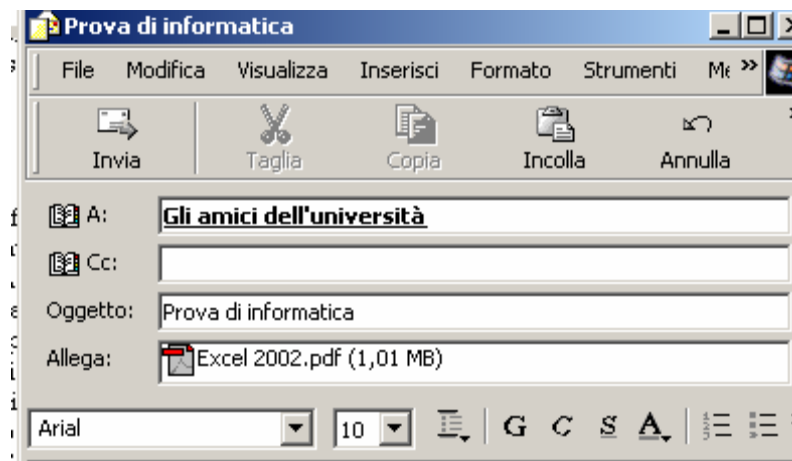 Prova di informatica
File Modifica Visualizza Inserisci Formato Strumenti »
Invia Taglia Copia Incolla Annulla
A: Gli amici dell'università
Cc:
Oggetto: Prova di informatica
Allega: Excel 2002.pdf (1,01 MB)
Arial 10 G C S A